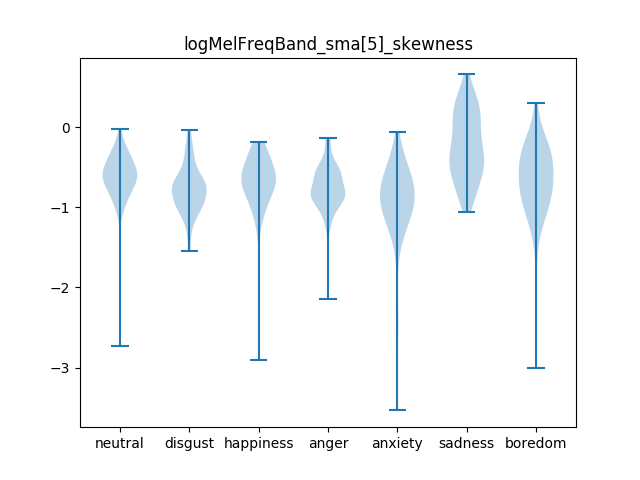 logMelFreqBand_sma[5]_skewness
0
−1
−2
−3
neutral disgust happiness anger anxiety sadness boredom